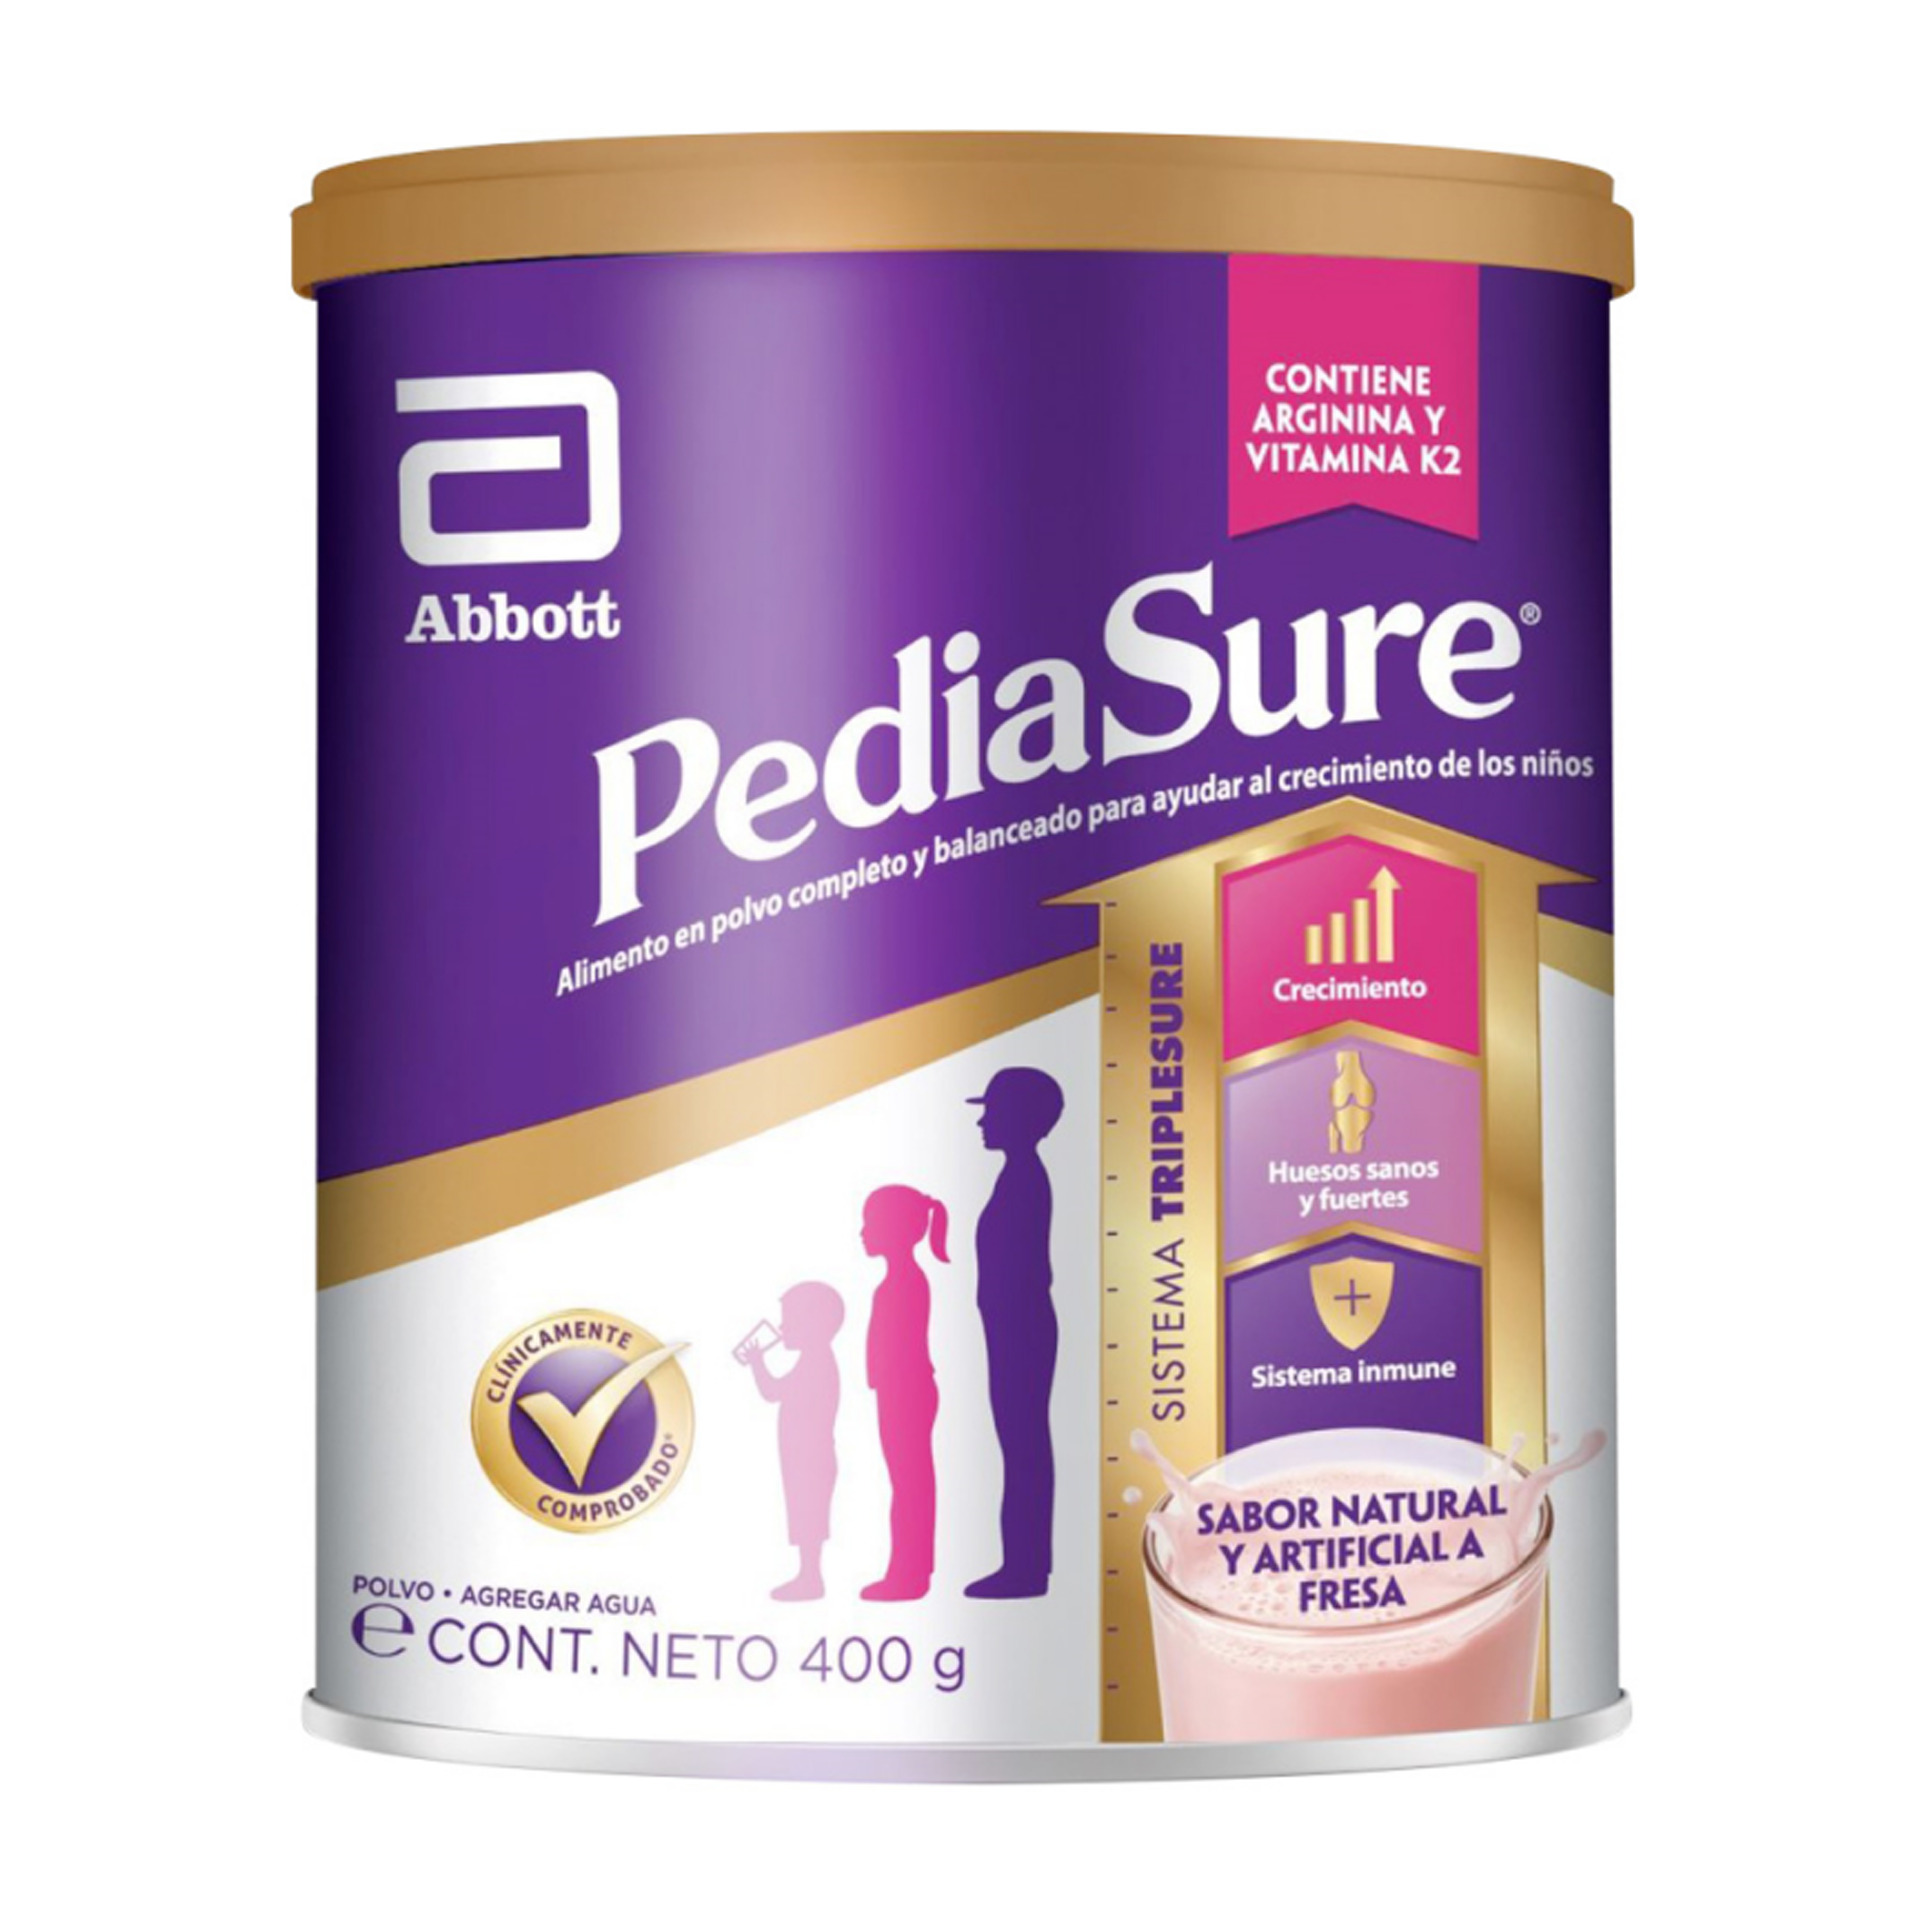 CONTIENE
ARGININA Y
VITAMINA K2
Abbott
PediaSure®
Alimento en polvo completo y balanceado para ayudar al crecimiento de los niños
SISTEMA TRIPLESURE
Crecimiento
Huesos sanos
y fuertes
Sistema inmune
CLÍNICAMENTE
COMPROBADO®
SABOR NATURAL
Y ARTIFICIAL A
FRESA
POLVO • AGREGAR AGUA
℮ CONT. NETO 400 g